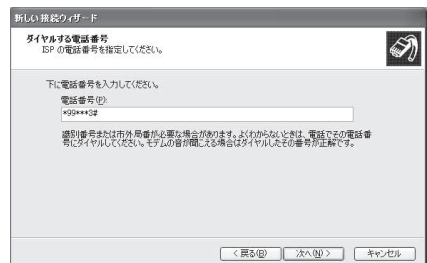 新しい接続ウィザード
ダイヤルする電話番号
ISP の電話番号を指定してください。
下に電話番号を入力してください。
電話番号(P):
*99***3#
識別番号または市外局番が必要な場合があります。よくわからないときは、電話でその電話番
号にダイヤルしてください。モデムの音が聞こえる場合はダイヤルしたその番号が正解です。
< 戻る(B)
次へ(N) >
キャンセル